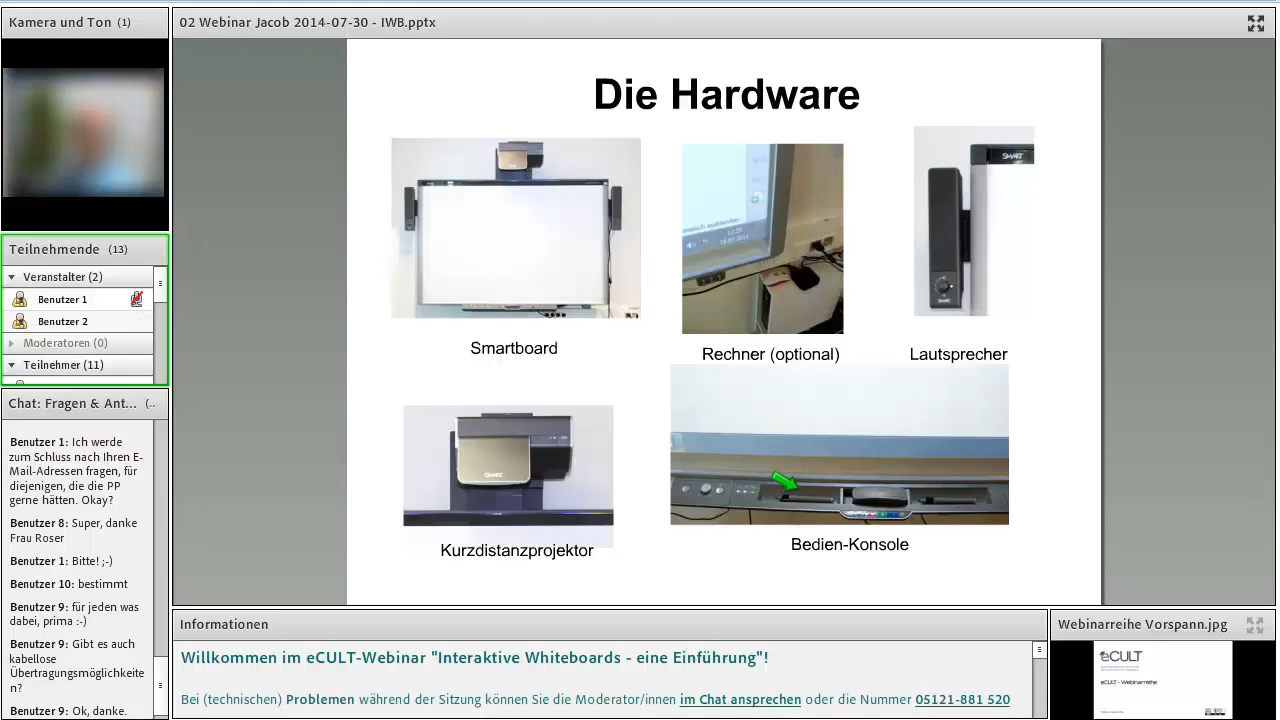 Kamera und Ton (1)
02 Webinar Jacob 2014-07-30 - IWB.pptx
Die Hardware
SMART
Smartboard
Rechner (optional)
Lautsprecher
SMART
Kurzdistanzprojektor
Bedien-Konsole
Teilnehmende (13)
Veranstalter (2)
Benutzer 1
Benutzer 2
Moderatoren (0)
Teilnehmer (11)
Chat: Fragen & Ant... (..
Benutzer 1: Ich werde
zum Schluss nach Ihren E-
Mail-Adressen fragen, für
diejenigen, die die PP
gerne hätten. Okay?
Benutzer 8: Super, danke
Frau Roser
Benutzer 1: Bitte! ;-)
Benutzer 10: bestimmt
Benutzer 9: für jeden was
dabei, prima :-)
Benutzer 9: Gibt es auch
kabellose
Übertragungsmöglichkeite
n?
Benutzer 9: Ok, danke.
Informationen
Willkommen im eCULT-Webinar "Interaktive Whiteboards - eine Einführung"!
Bei (technischen) Problemen während der Sitzung können Sie die Moderator/innen im Chat ansprechen oder die Nummer 05121-881 520
Webinarreihe Vorspann.jpg
eCULT
eCULT - Webinarreihe